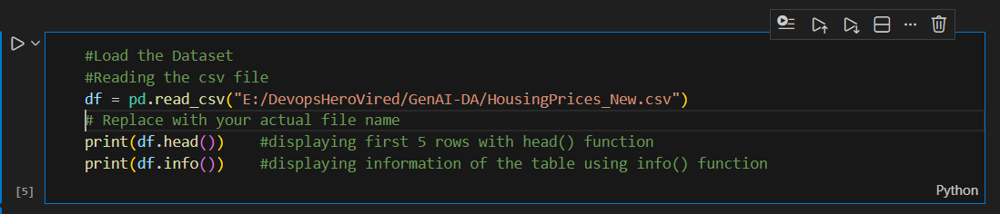 #Load the Dataset
#Reading the csv file
df = pd.read_csv("E:/DevopsHeroVired/GenAI-DA/HousingPrices_New.csv")
# Replace with your actual file name
print(df.head())    #displaying first 5 rows with head() function
print(df.info())    #displaying information of the table using info() function
[5]
Python